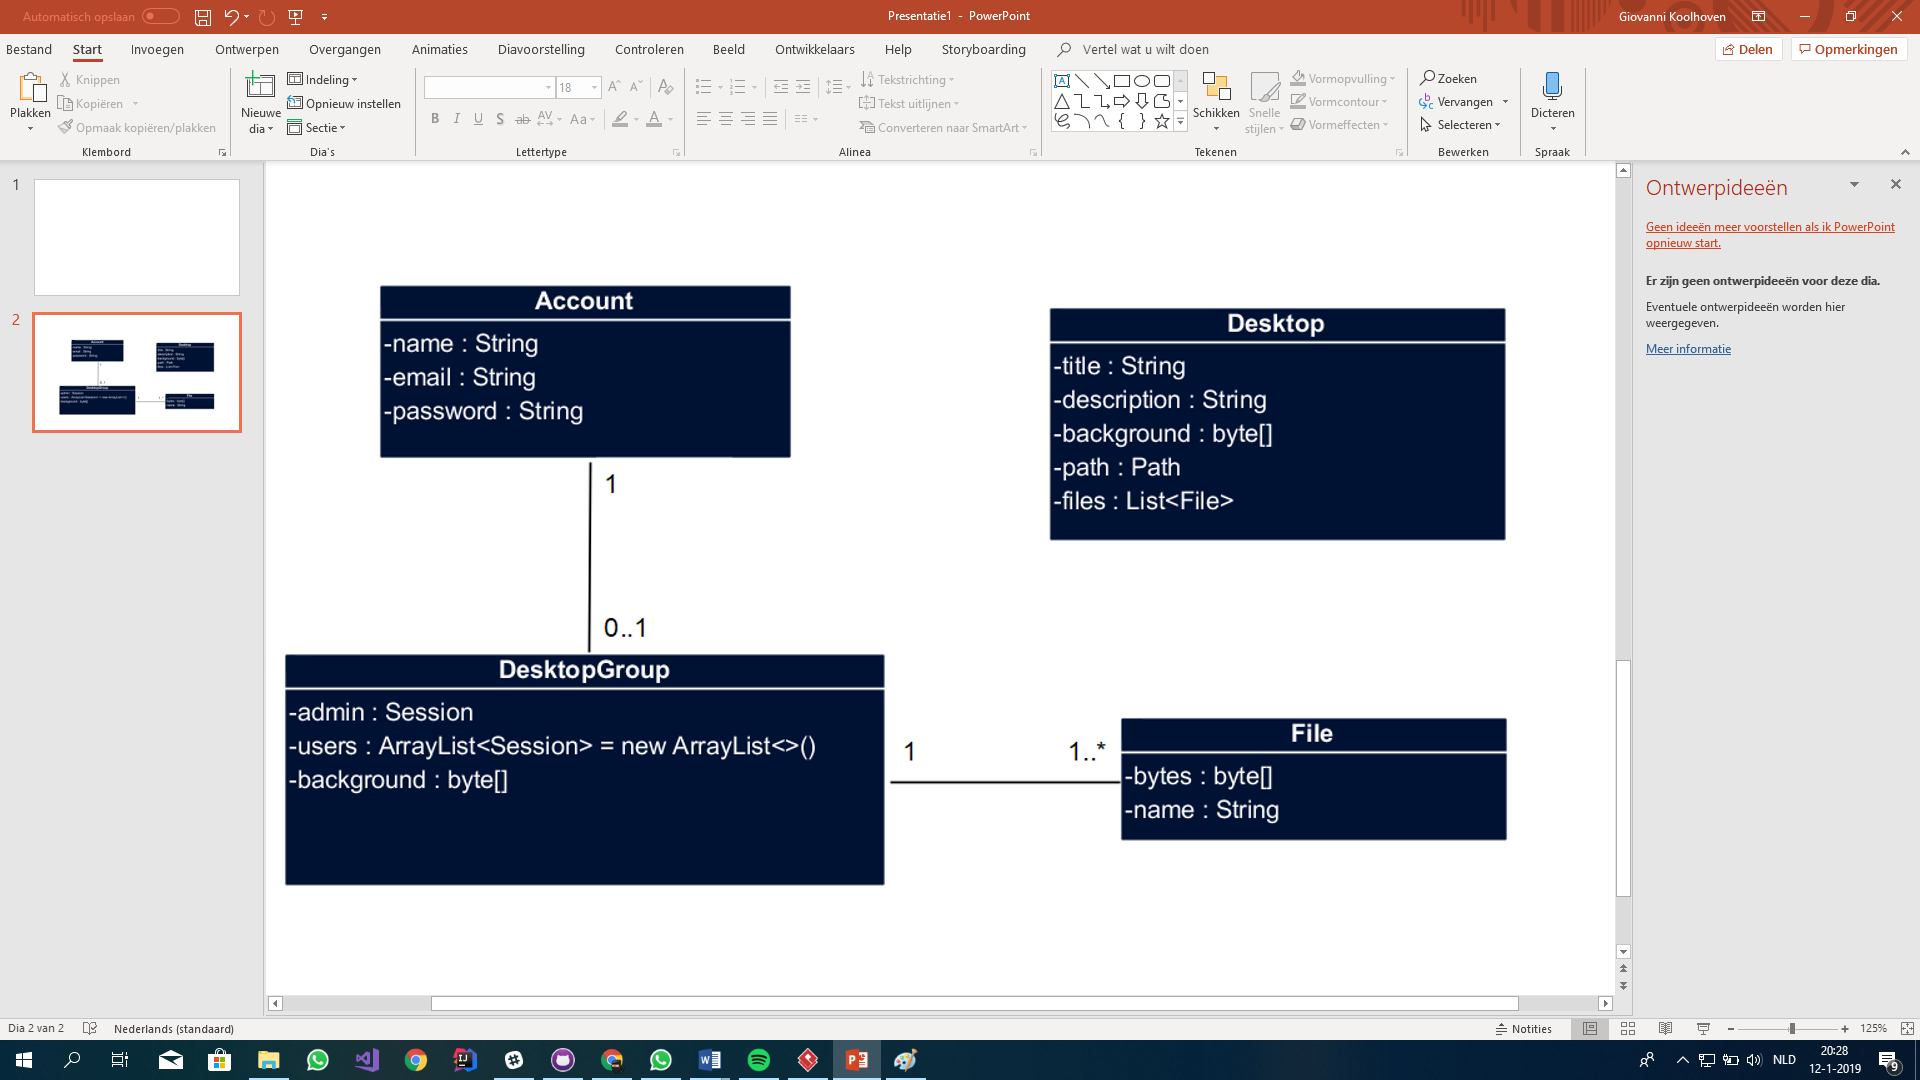 Automatisch opslaan
Presentatie1 - PowerPoint
Giovanni Koolhoven
Bestand Start Invoegen Ontwerpen Overgangen Animaties Diavoorstelling Controleren Beeld Ontwikkelaars Help Storyboarding Vertel wat u wilt doen Delen Opmerkingen
Plakken
Knippen
Kopiëren
Opmaak kopiëren/plakken
Klembord
Nieuwe
dia
Indeling
Opnieuw instellen
Sectie
Dia's
18
Lettertype
Tekstrichting
Tekst uitlijnen
Converteren naar SmartArt
Alinea
Schikken
Snelle
stijlen
Vormopvulling
Vormcontour
Vormeffecten
Tekenen
Zoeken
Vervangen
Selecteren
Bewerken
Dicteren
Spraak
1
2
Account
-name : String
-email : String
-password : String
1
0..1
Desktop
-title : String
-description : String
-background : byte[]
-path : Path
-files : List<File>
DesktopGroup
-admin : Session
-users : ArrayList<Session> = new ArrayList<>()
-background : byte[]
1
1..*
File
-bytes : byte[]
-name : String
Ontwerpideeën
Geen ideeën meer voorstellen als ik PowerPoint
opnieuw start.
Er zijn geen ontwerpideeën voor deze dia.
Eventuele ontwerpideeën worden hier
weergegeven.
Meer informatie
Dia 2 van 2
Nederlands (standaard)
Notities
125%
NLD
20:28
12-1-2019
9